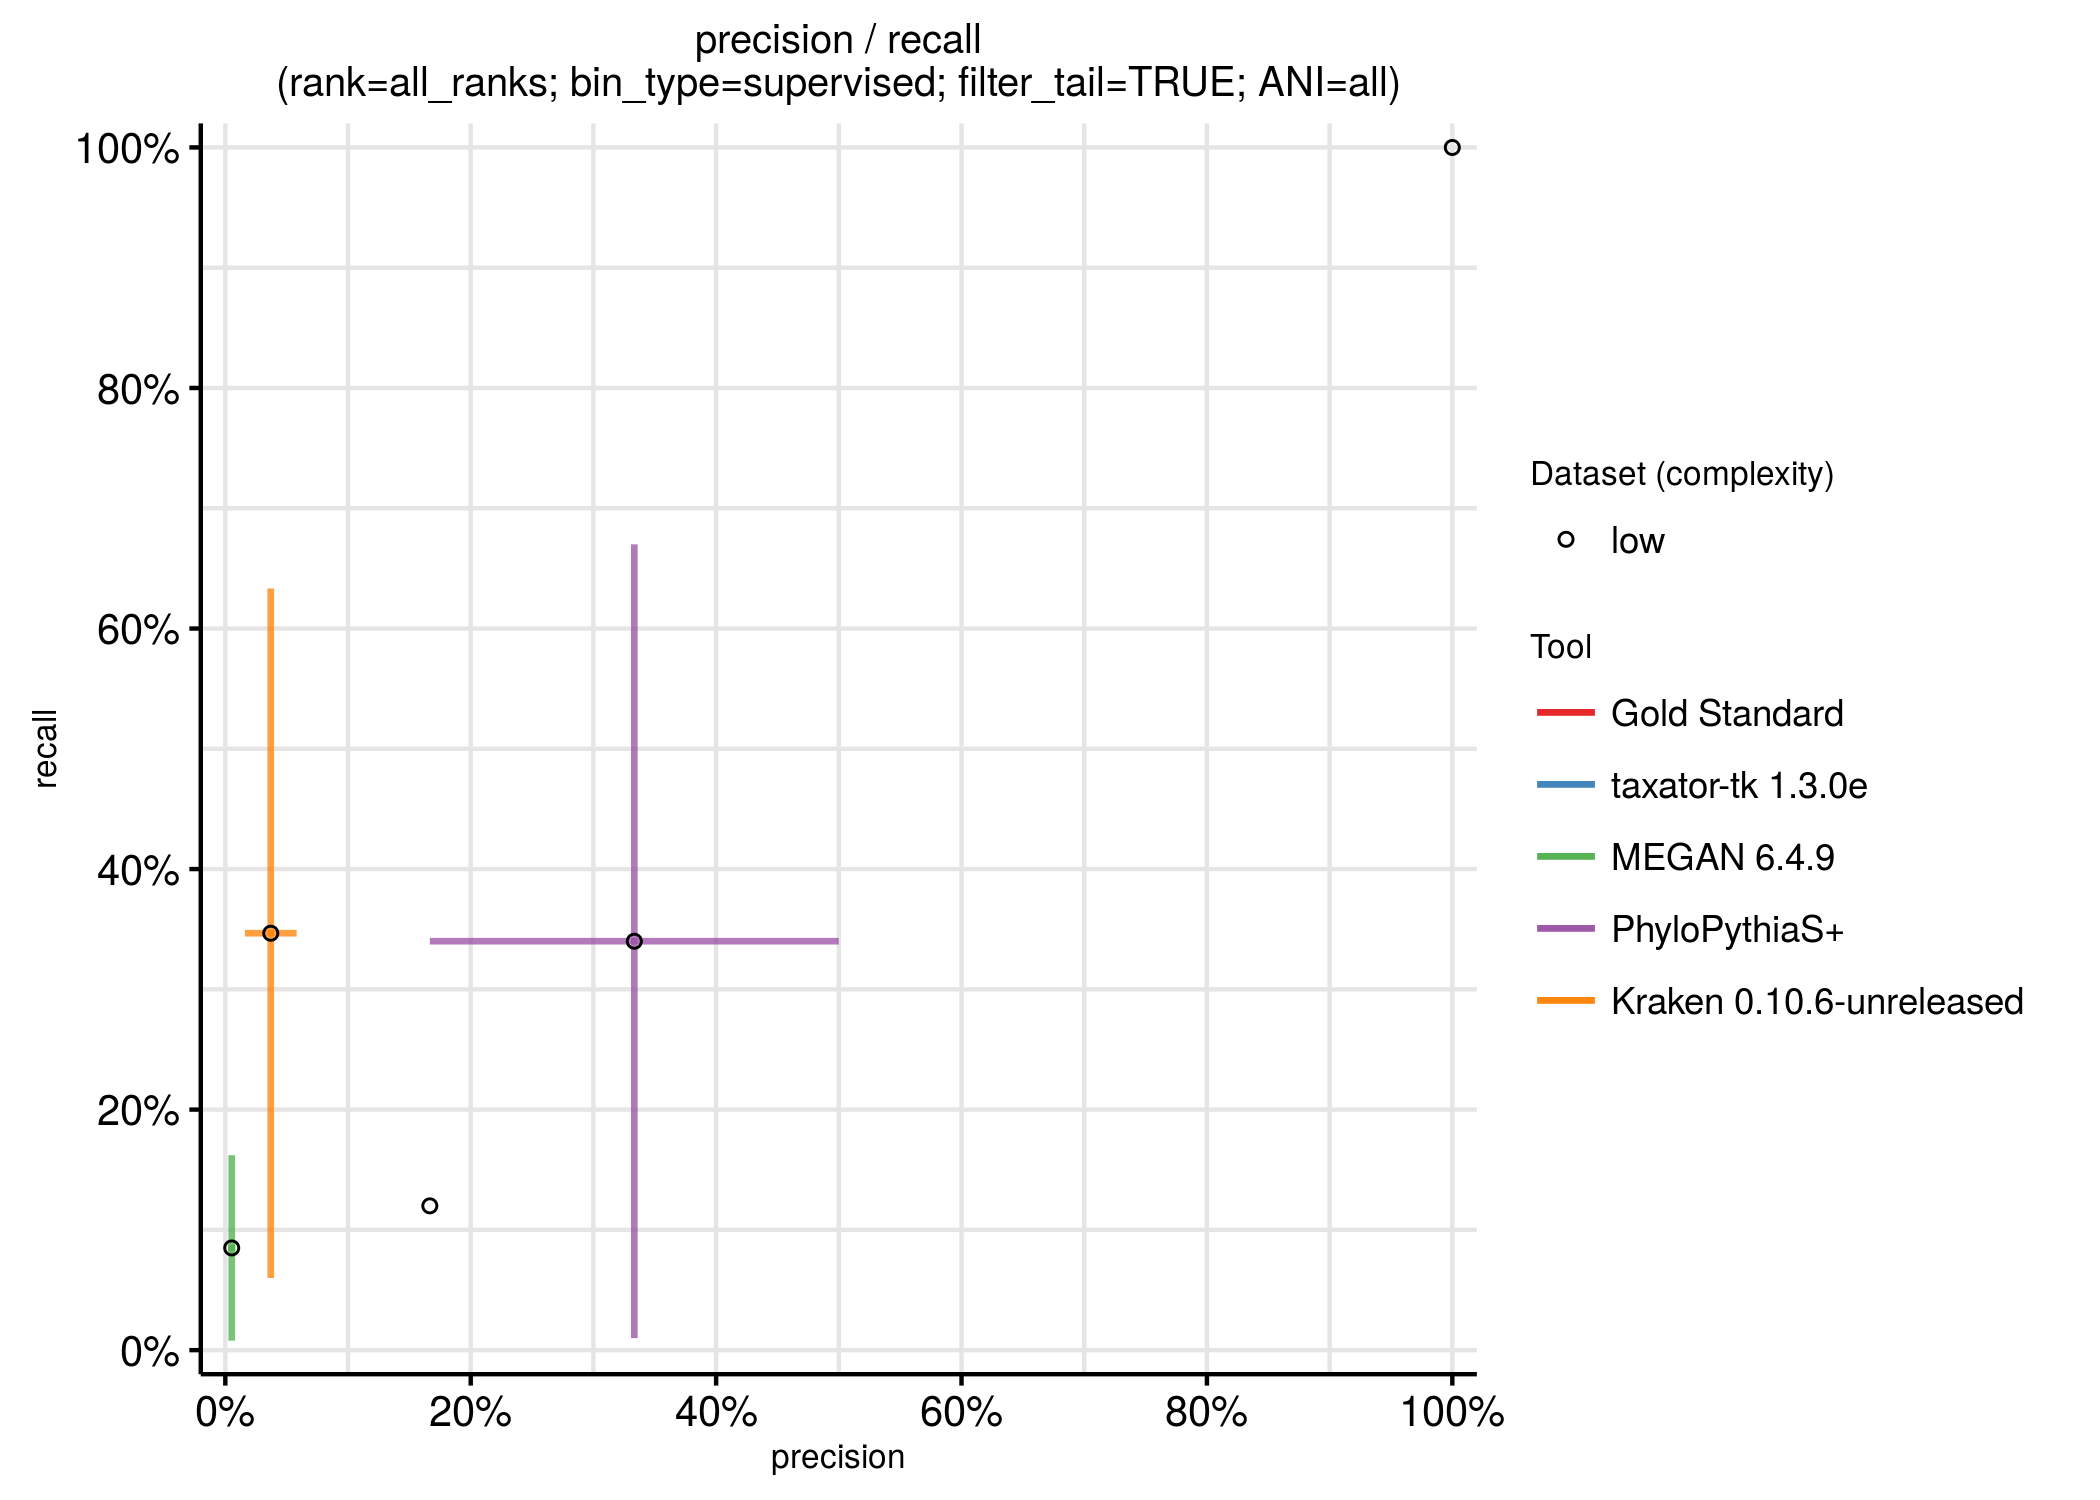 precision / recall
(rank=all_ranks; bin_type=supervised; filter_tail=TRUE; ANI=all)
100%
80%
60%
40%
20%
0%
recall
0%
20%
40%
60%
80%
100%
precision
Dataset (complexity)
low
Tool
Gold Standard
taxator-tk 1.3.0e
MEGAN 6.4.9
PhyloPythiaS+
Kraken 0.10.6-unreleased